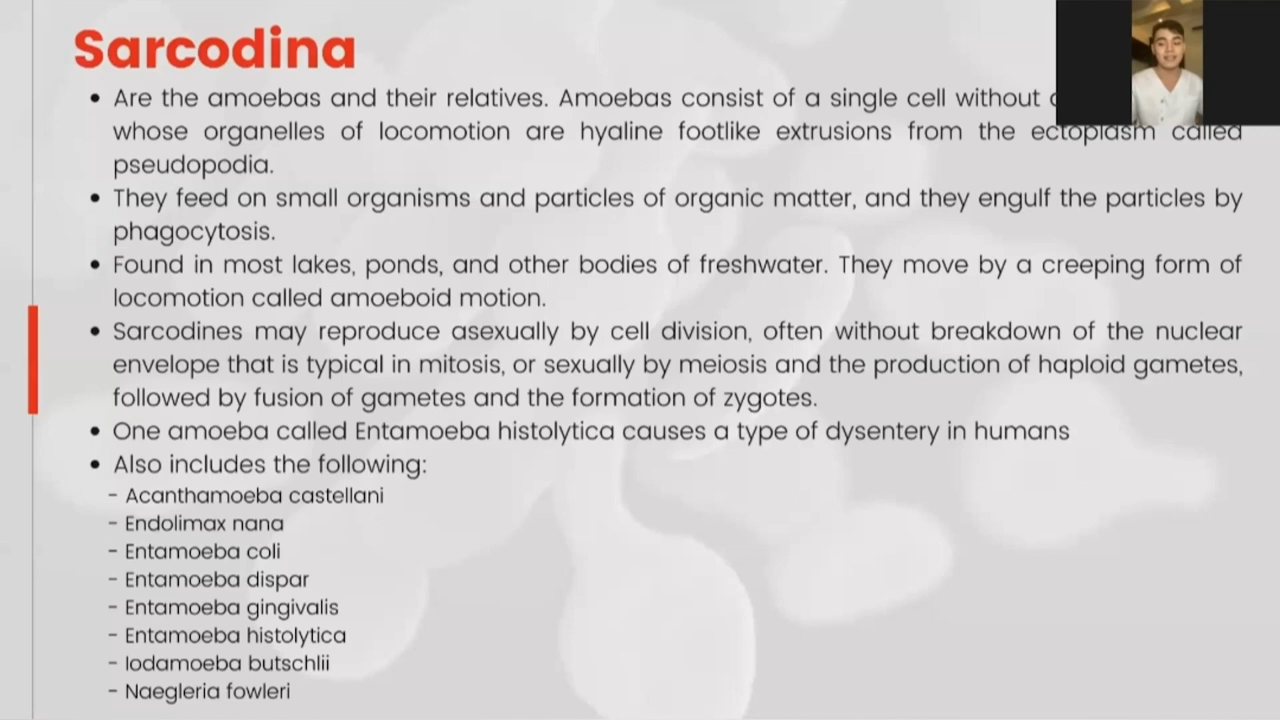 Sarcodina
• Are the amoebas and their relatives. Amoebas consist of a single cell without
whose organelles of locomotion are hyaline footlike extrusions from the ectoplasm called
pseudopodia.
• They feed on small organisms and particles of organic matter, and they engulf the particles by
phagocytosis.
• Found in most lakes, ponds, and other bodies of freshwater. They move by a creeping form of
locomotion called amoeboid motion.
• Sarcodines may reproduce asexually by cell division, often without breakdown of the nuclear
envelope that is typical in mitosis, or sexually by meiosis and the production of haploid gametes,
followed by fusion of gametes and the formation of zygotes.
• One amoeba called Entamoeba histolytica causes a type of dysentery in humans
• Also includes the following:
- Acanthamoeba castellani
- Endolimax nana
- Entamoeba coli
- Entamoeba dispar
- Entamoeba gingivalis
- Entamoeba histolytica
- Iodamoeba butschlii
- Naegleria fowleri